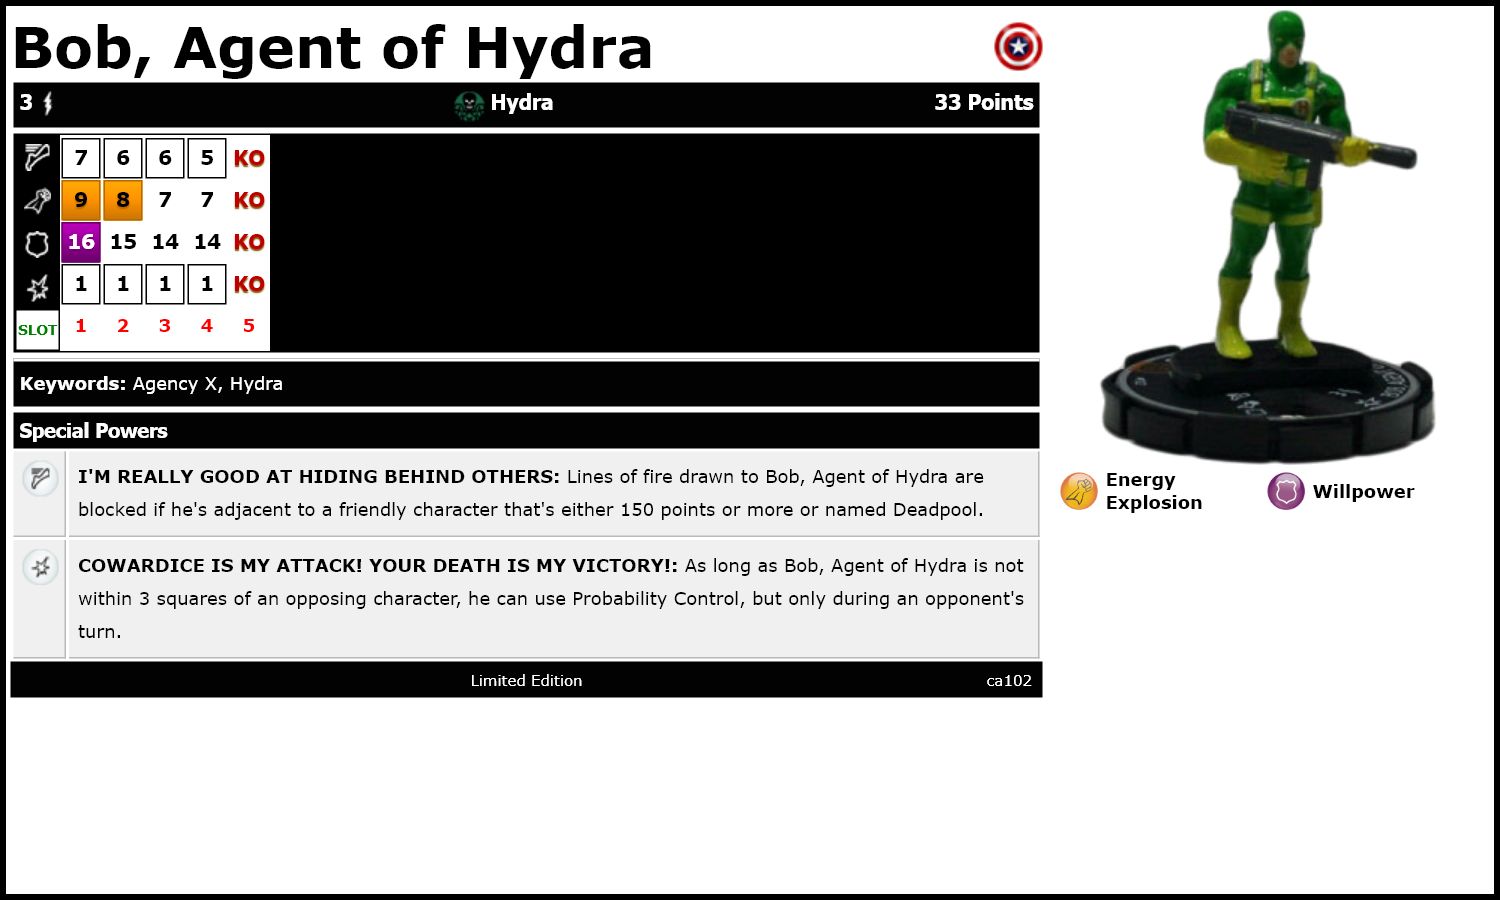 Bob, Agent of Hydra
3 Hydra 33 Points
7 6 6 5 KO
9 8 7 7 KO
16 15 14 14 KO
1 1 1 1 KO
SLOT 1 2 3 4 5
Keywords: Agency X, Hydra
Special Powers
I'M REALLY GOOD AT HIDING BEHIND OTHERS: Lines of fire drawn to Bob, Agent of Hydra are
blocked if he's adjacent to a friendly character that's either 150 points or more or named Deadpool.
COWARDICE IS MY ATTACK! YOUR DEATH IS MY VICTORY!: As long as Bob, Agent of Hydra is not
within 3 squares of an opposing character, he can use Probability Control, but only during an opponent's
turn.
Limited Edition ca102
Energy
Explosion
Willpower